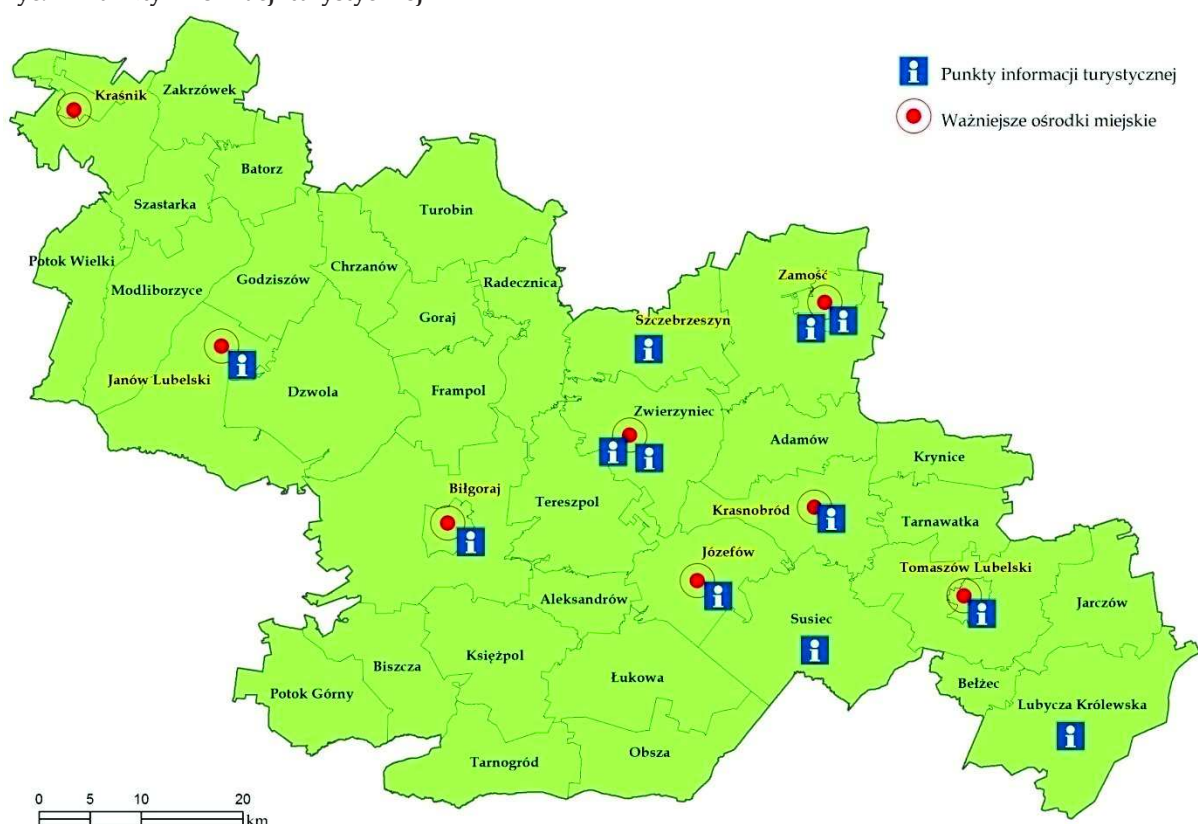 Punkty informacji turystycznej
Ważniejsze ośrodki miejskie
Kraśnik
Zakrzówek
Batorz
Szastarka
Turobin
Potok Wielki
Modliborzyce
Godziszów
Chrzanów
Radecznica
Goraj
Zamość
Szczebrzeszyn
Janów Lubelski
Dzwola
Frampol
Zwierzyniec
Adamów
Krynice
Biłgoraj
Tereszpol
Krasnobród
Tarnawatka
Józefów
Tomaszów Lubelski
Aleksandrów
Susiec
Jarczów
Księżpol
Biszcza
Potok Górny
Łukowa
Bełżec
Lubycza Królewska
Obsza
Tarnogród
0 5 10 20
km